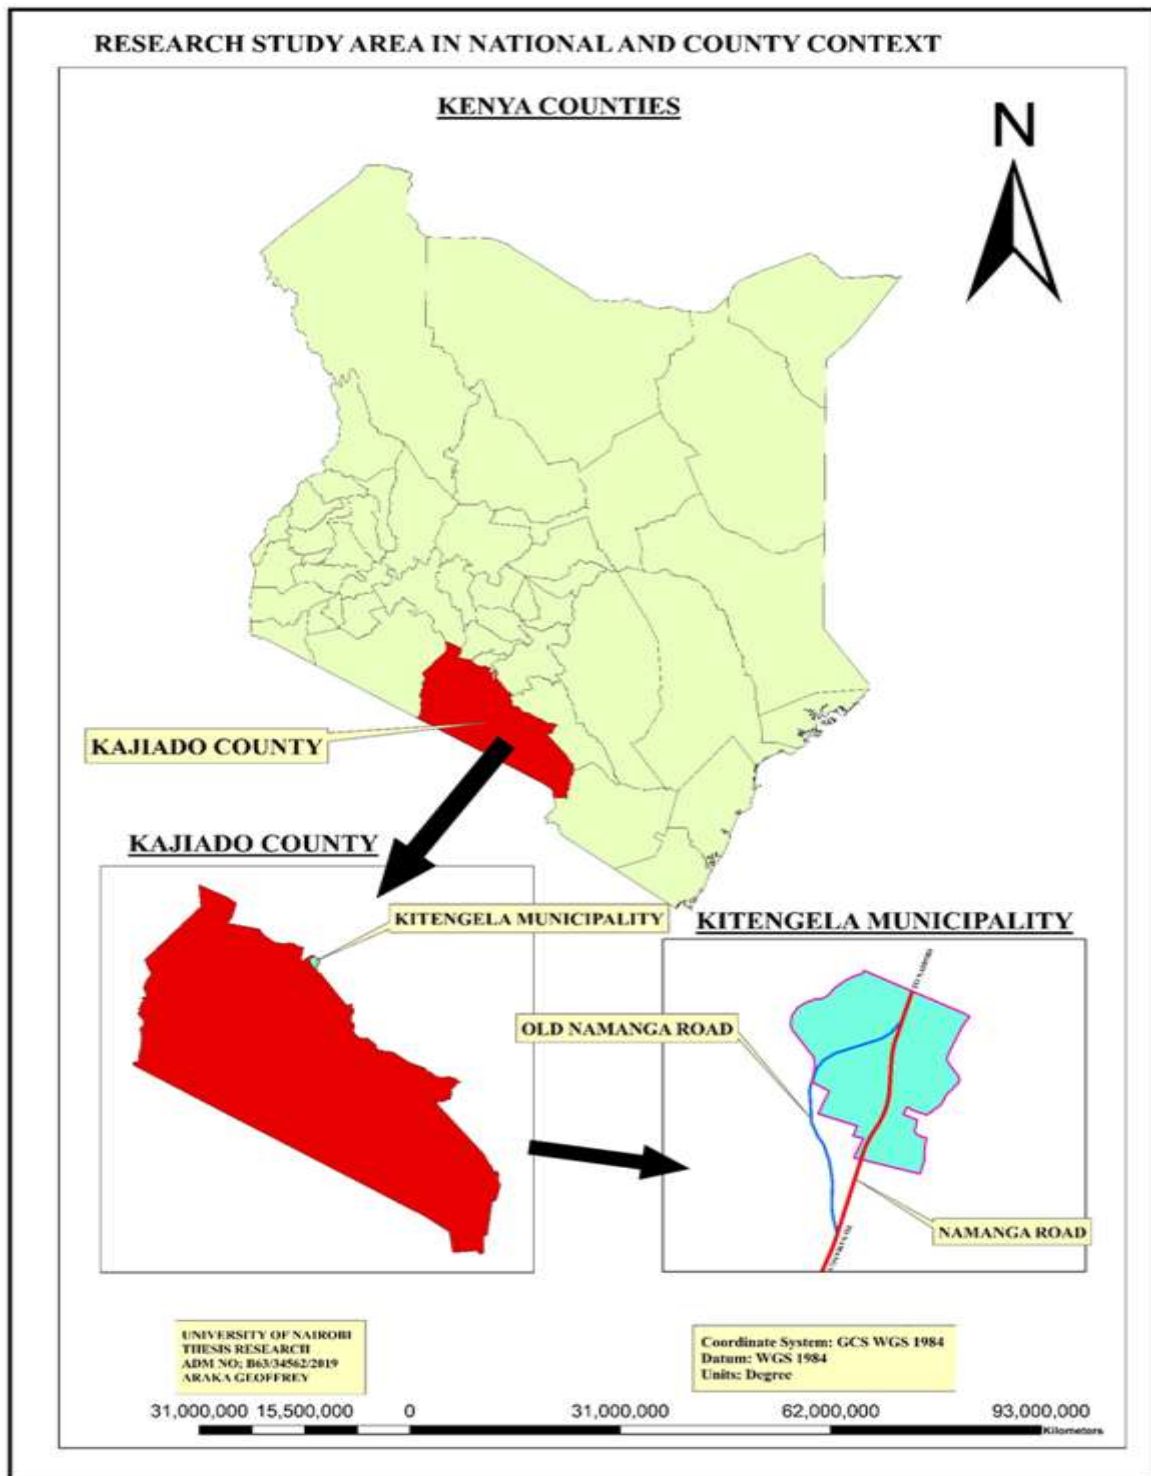 RESEARCH STUDY AREA IN NATIONAL AND COUNTY CONTEXT
KENYA COUNTIES
N
KAJIADO COUNTY
KAJIADO COUNTY
KITENGELA MUNICIPALITY
KITENGELA MUNICIPALITY
TO NAIROBI
OLD NAMANGA ROAD
NAMANGA ROAD
UNIVERSITY OF NAIROBI
THESIS RESEARCH
ADM NO; B63/34562/2019
ARAKA GEOFFREY
Coordinate System: GCS WGS 1984
Datum: WGS 1984
Units: Degree
31,000,000 15,500,000 0 31,000,000 62,000,000 93,000,000
Kilometers